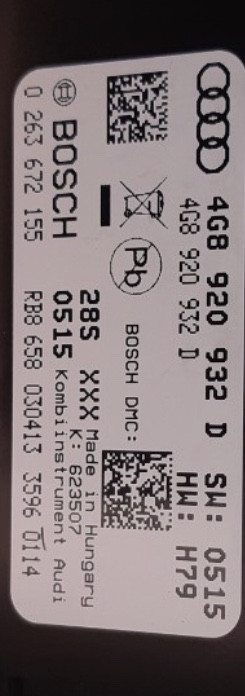 4G8 920 932 D SW: 0515
4G8 920 932 D HW: H79
Pb
BOSCH DMC:
28S XXX Made in Hungary
K: 623507
BOSCH 0515 Kombiinstrument Audi
0 263 672 155 RB8 658 030413 3596 0114